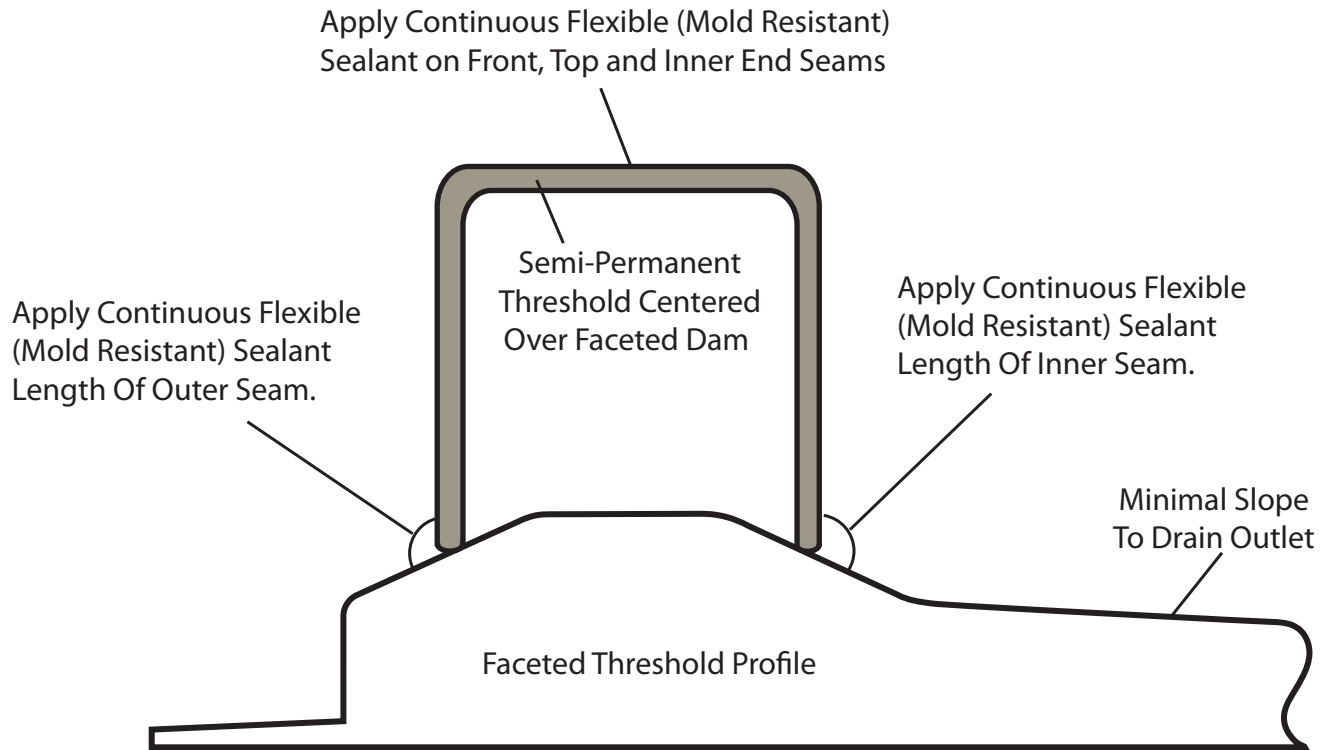 Apply Continuous Flexible (Mold Resistant)
Sealant on Front, Top and Inner End Seams
Semi-Permanent
Threshold Centered
Over Faceted Dam
Apply Continuous Flexible
(Mold Resistant) Sealant
Length Of Outer Seam.
Apply Continuous Flexible
(Mold Resistant) Sealant
Length Of Inner Seam.
Minimal Slope
To Drain Outlet
Faceted Threshold Profile